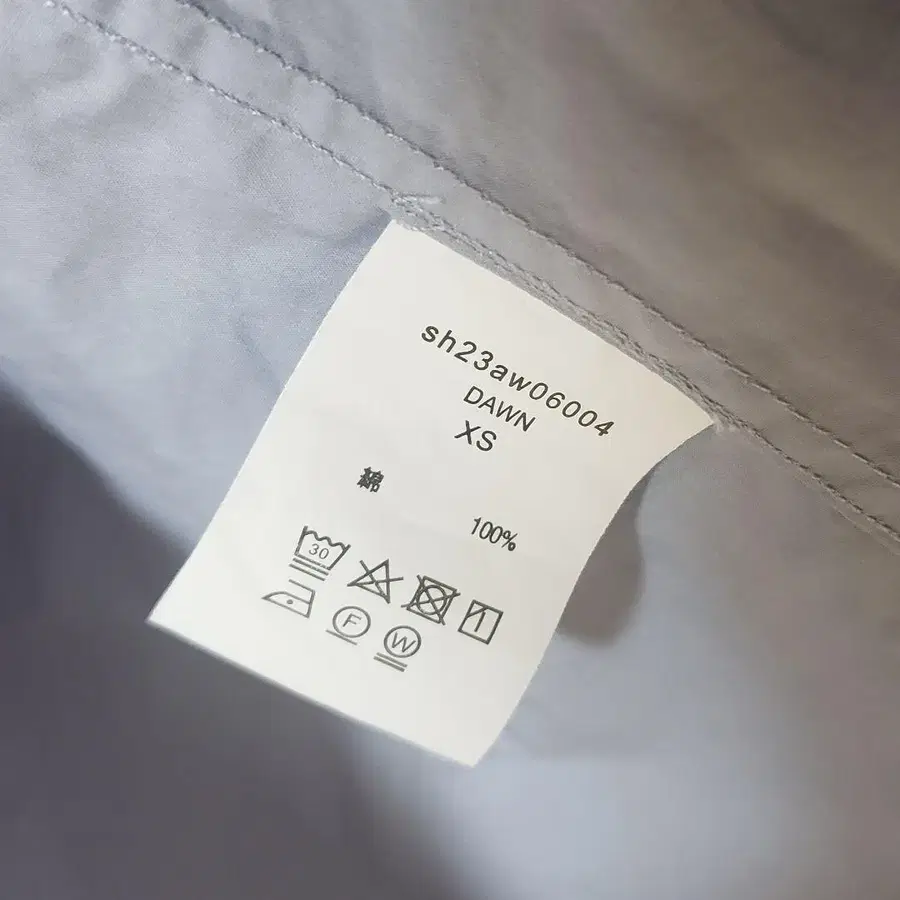 sh23aw06004
DAWN
XS
綿 100%
30
F W